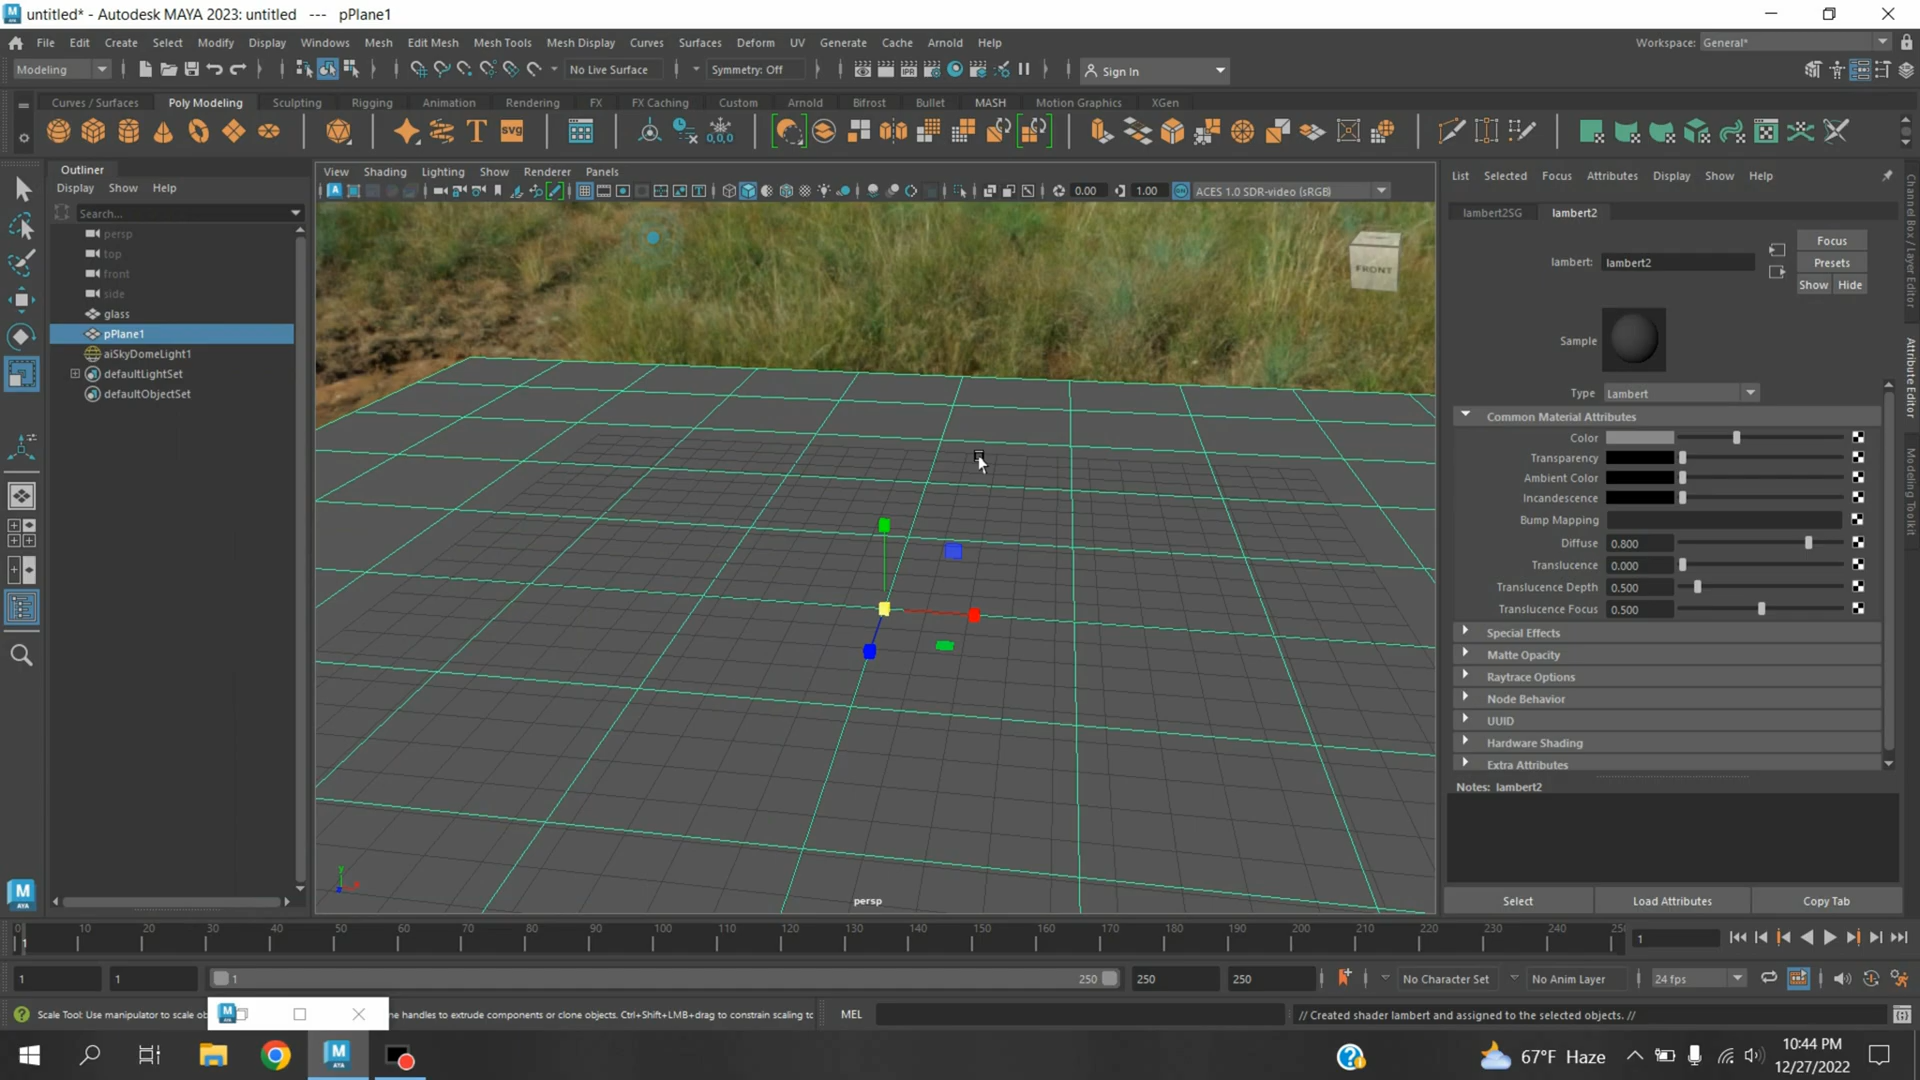 untitled* - Autodesk MAYA 2023: untitled --- pPlane1
File Edit Create Select Modify Display Windows Mesh Edit Mesh Mesh Tools Mesh Display Curves Surfaces Deform UV Generate Cache Arnold Help
Workspace: General*
Modeling No Live Surface Symmetry: Off Sign In
Curves / Surfaces Poly Modeling Sculpting Rigging Animation Rendering FX FX Caching Custom Arnold Bifrost Bullet MASH Motion Graphics XGen
Outliner
Display Show Help
Search...
persp
top
front
side
glass
pPlane1
aiSkyDomeLight1
defaultLightSet
defaultObjectSet
View Shading Lighting Show Renderer Panels
0.00 1.00 ACES 1.0 SDR-video (sRGB)
FRONT
persp
List Selected Focus Attributes Display Show Help
lambert2SG lambert2
Focus
lambert: lambert2
Presets
Show Hide
Sample
Type Lambert
Common Material Attributes
Color
Transparency
Ambient Color
Incandescence
Bump Mapping
Diffuse 0.800
Translucence 0.000
Translucence Depth 0.500
Translucence Focus 0.500
Special Effects
Matte Opacity
Raytrace Options
Node Behavior
UUID
Hardware Shading
Extra Attributes
Notes: lambert2
Select Load Attributes Copy Tab
Channel Box / Layer Editor
Attribute Editor
Modeling Toolkit
0 10 20 30 40 50 60 70 80 90 100 110 120 130 140 150 160 170 180 190 200 210 220 230 240 25
1 1
1 1 1 250 250 250 No Character Set No Anim Layer 24 fps
Scale Tool: Use manipulator to scale ob ne handles to extrude components or clone objects. Ctrl+Shift+LMB+drag to constrain scaling to MEL // Created shader lambert and assigned to the selected objects. //
67°F Haze
10:44 PM
12/27/2022